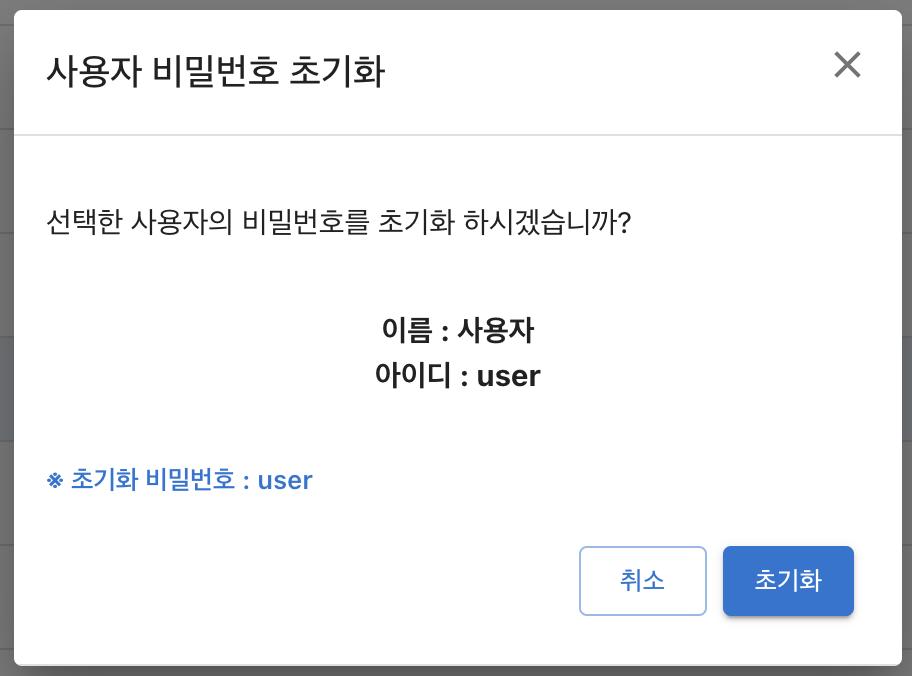 사용자 비밀번호 초기화
선택한 사용자의 비밀번호를 초기화 하시겠습니까?
이름 : 사용자
아이디 : user
※ 초기화 비밀번호 : user
취소
초기화